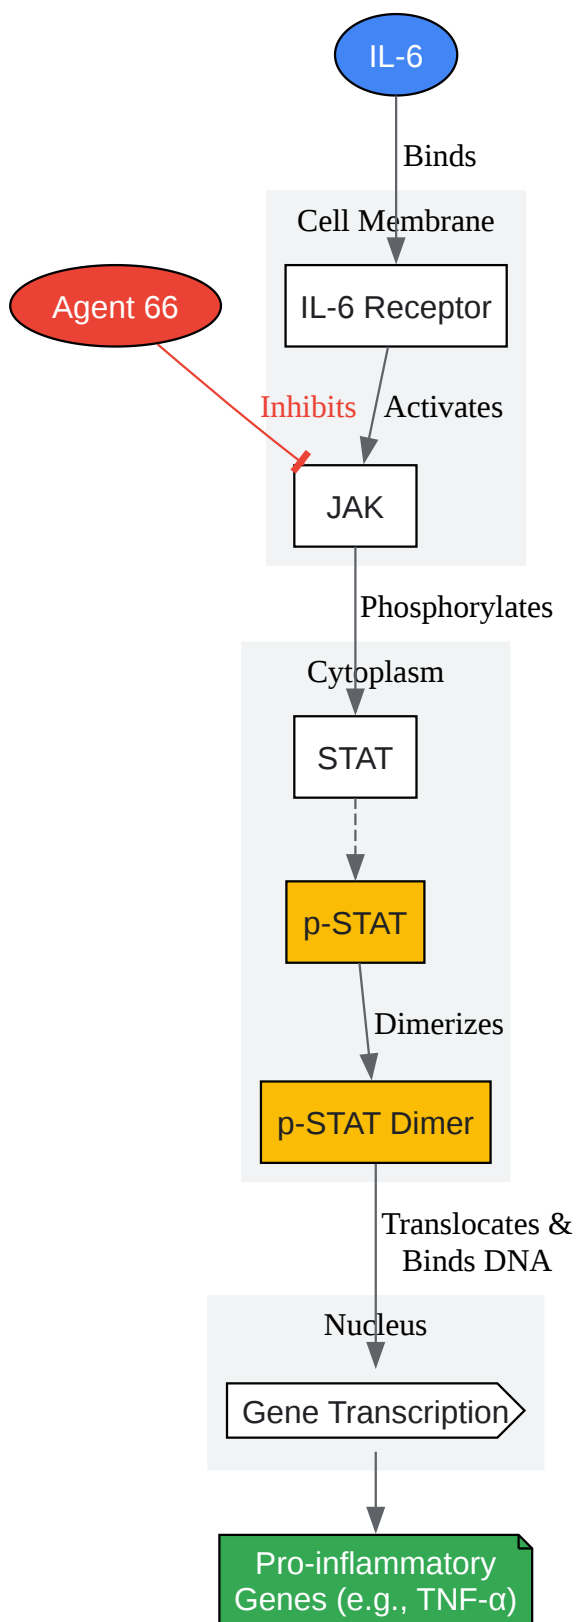 IL-6
Binds
Cell Membrane
Agent 66
IL-6 Receptor
Inhibits
Activates
JAK
Phosphorylates
Cytoplasm
STAT
p-STAT
Dimerizes
p-STAT Dimer
Translocates &
Binds DNA
Nucleus
Gene Transcription
Pro-inflammatory
Genes (e.g., TNF-α)